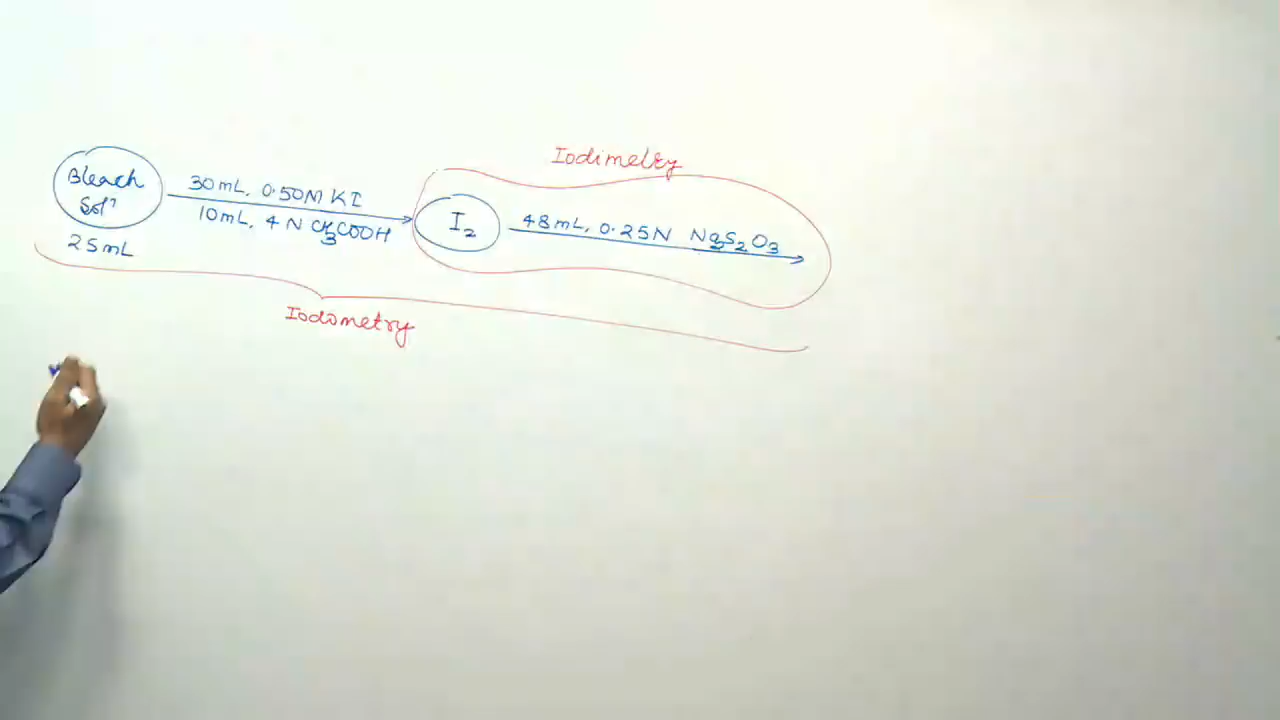 Iodimetry
Bleach
Solⁿ
25mL
30mL, 0.50M KI
10mL, 4 N CH₃COOH
I₂
48mL, 0.25N Na₂S₂O₃
Iodometry